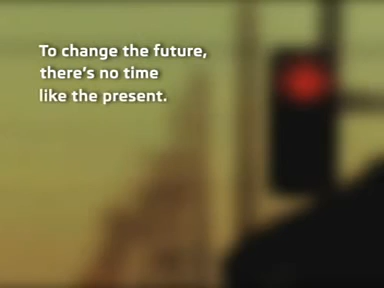 To change the future,
there's no time
like the present.